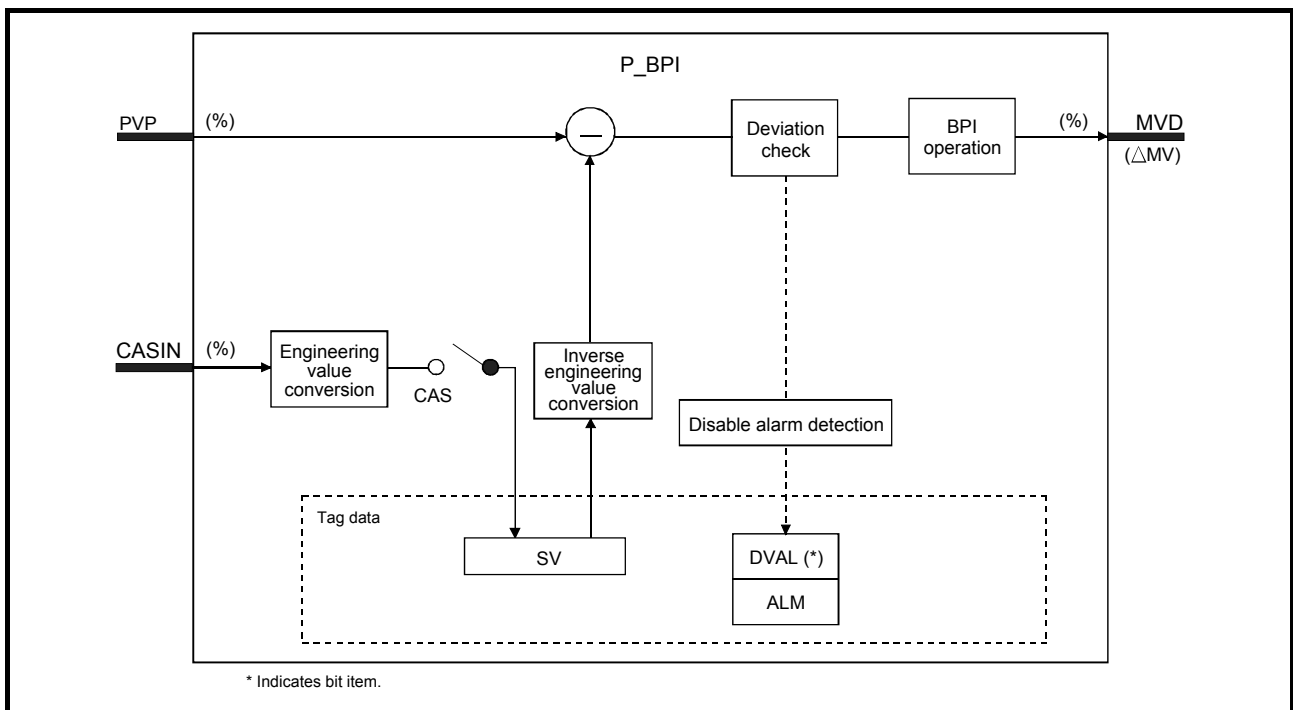 P_BPI
PVP
(%)
—
Deviation
check
BPI
operation
(%)
MVD
(△MV)
CASIN
(%)
Engineering
value
conversion
CAS
Inverse
engineering
value
conversion
Disable alarm detection
Tag data
SV
DVAL (*)
ALM
* Indicates bit item.